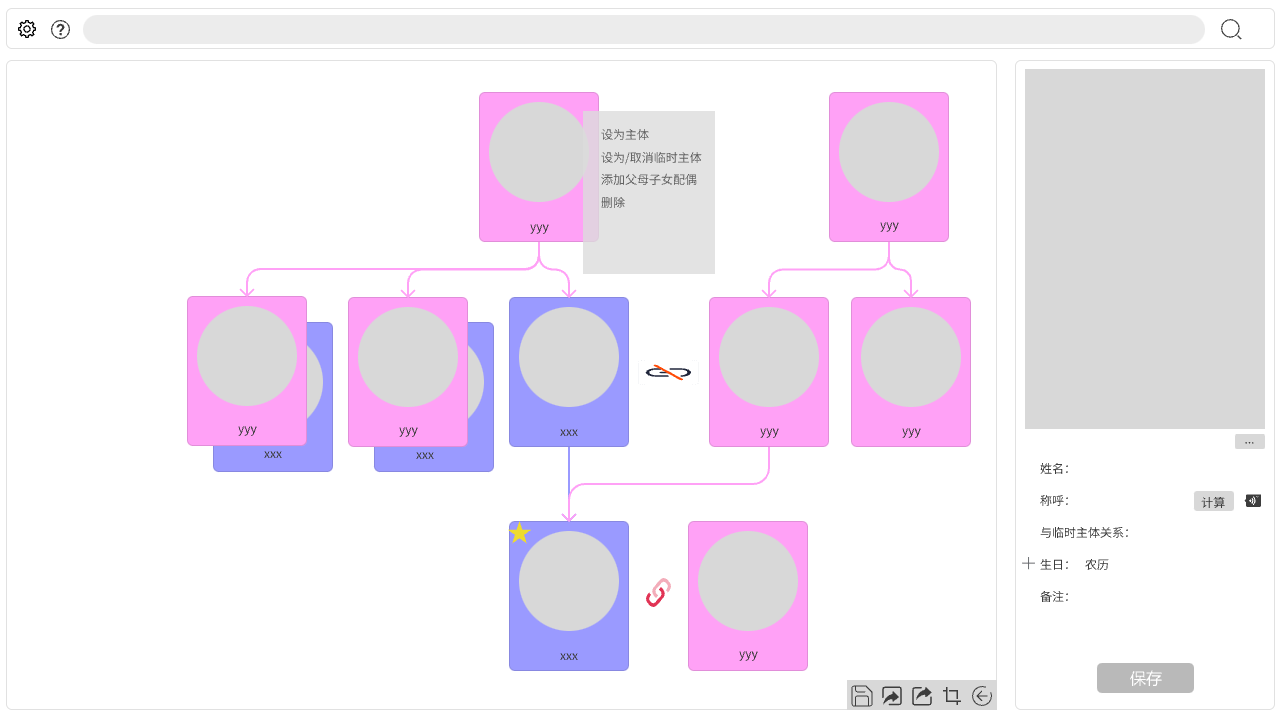 设为主体
设为/取消临时主体
添加父母子女配偶
删除
yyy
yyy
yyy
xxx
yyy
xxx
xxx
yyy
yyy
xxx
yyy
...
姓名:
称呼:
计算
与临时主体关系:
生日: 农历
备注:
保存